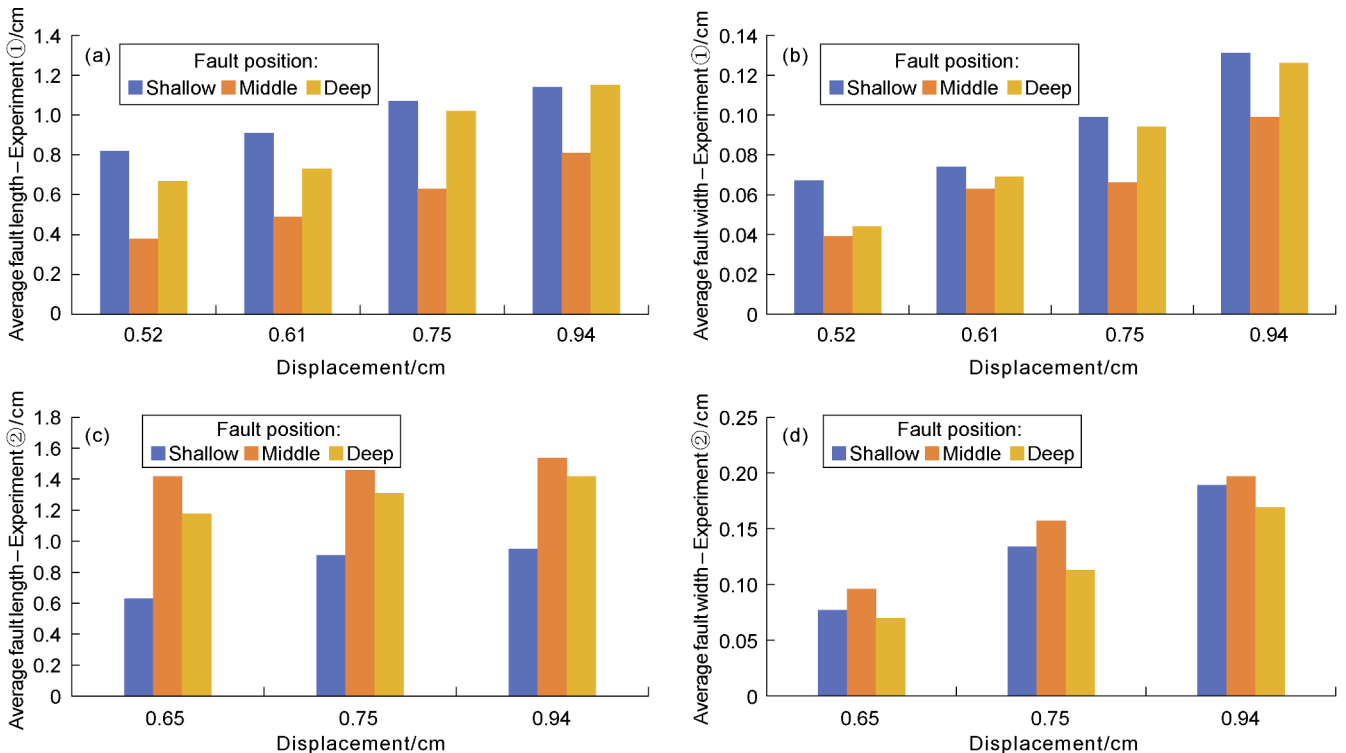 Average fault length – Experiment ①/cm
1.4
1.2
1.0
0.8
0.6
0.4
0.2
0
(a)
Fault position:
Shallow Middle Deep
0.52 0.61 0.75 0.94
Displacement/cm
Average fault width – Experiment ①/cm
0.14
0.12
0.10
0.08
0.06
0.04
0.02
0
(b)
Fault position:
Shallow Middle Deep
0.52 0.61 0.75 0.94
Displacement/cm
Average fault length – Experiment ②/cm
1.8
1.6
1.4
1.2
1.0
0.8
0.6
0.4
0.2
0
(c)
Fault position:
Shallow Middle Deep
0.65 0.75 0.94
Displacement/cm
Average fault width – Experiment ②/cm
0.25
0.20
0.15
0.10
0.05
0
(d)
Fault position:
Shallow Middle Deep
0.65 0.75 0.94
Displacement/cm